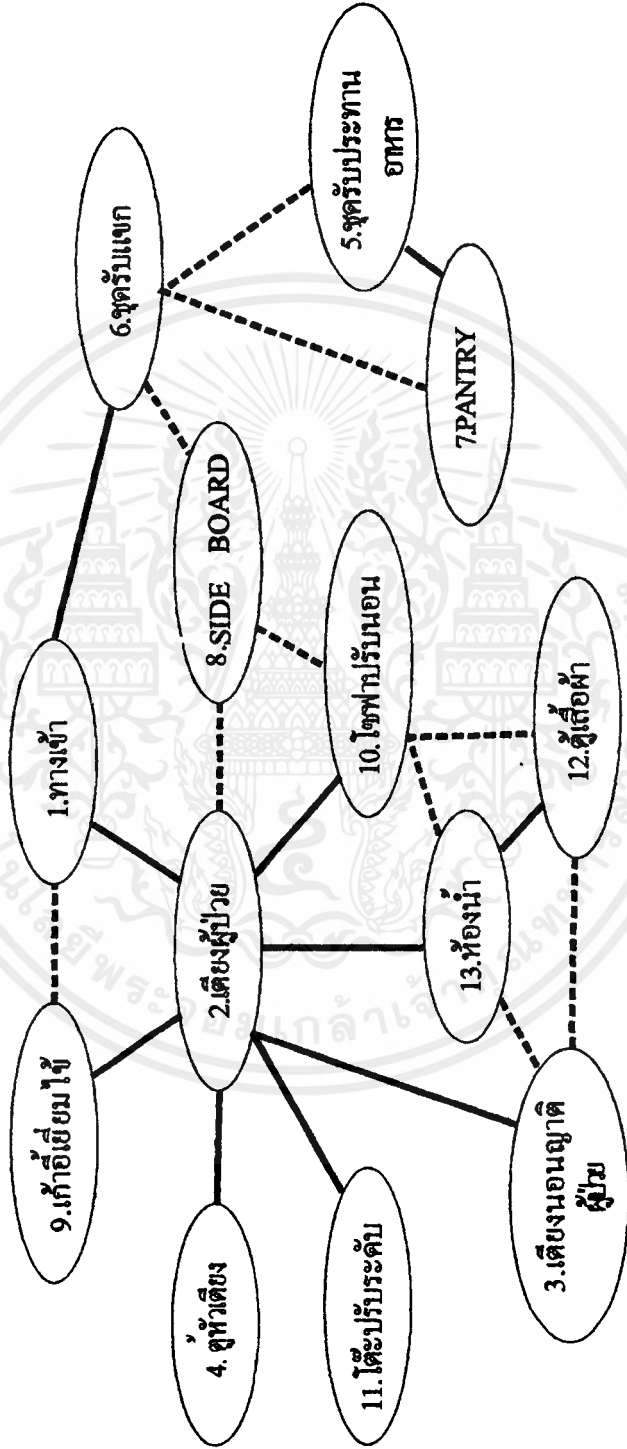 9.เก้าอี้เยี่ยมไข้
1.ทางเข้า
6.ชุดรับแขก
4. ตู้หัวเตียง
2.เตียงผู้ป่วย
8.SIDE BOARD
5.ชุดรับประทาน
อาหาร
11.โต๊ะปรับระดับ
10.โซฟาปรับนอน
7.PANTRY
3.เตียงนอนญาติ
ผู้ป่วย
13.ห้องน้ำ
12.ตู้เสื้อผ้า